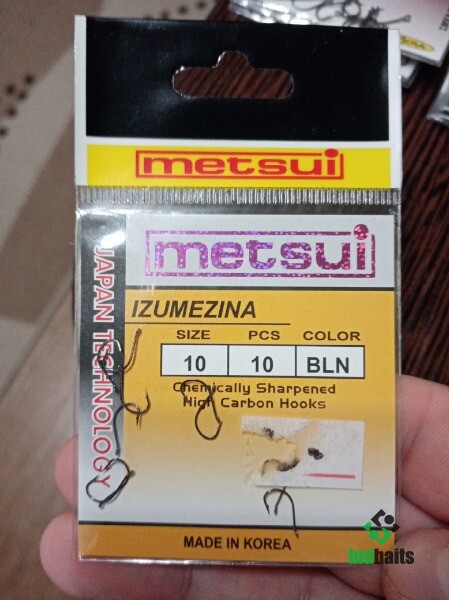 metsui
metsui
JAPAN TECHNOLOGY
IZUMEZINA
SIZE PCS COLOR
10 10 BLN
Chemically Sharpened
High Carbon Hooks
MADE IN KOREA
bidbaits